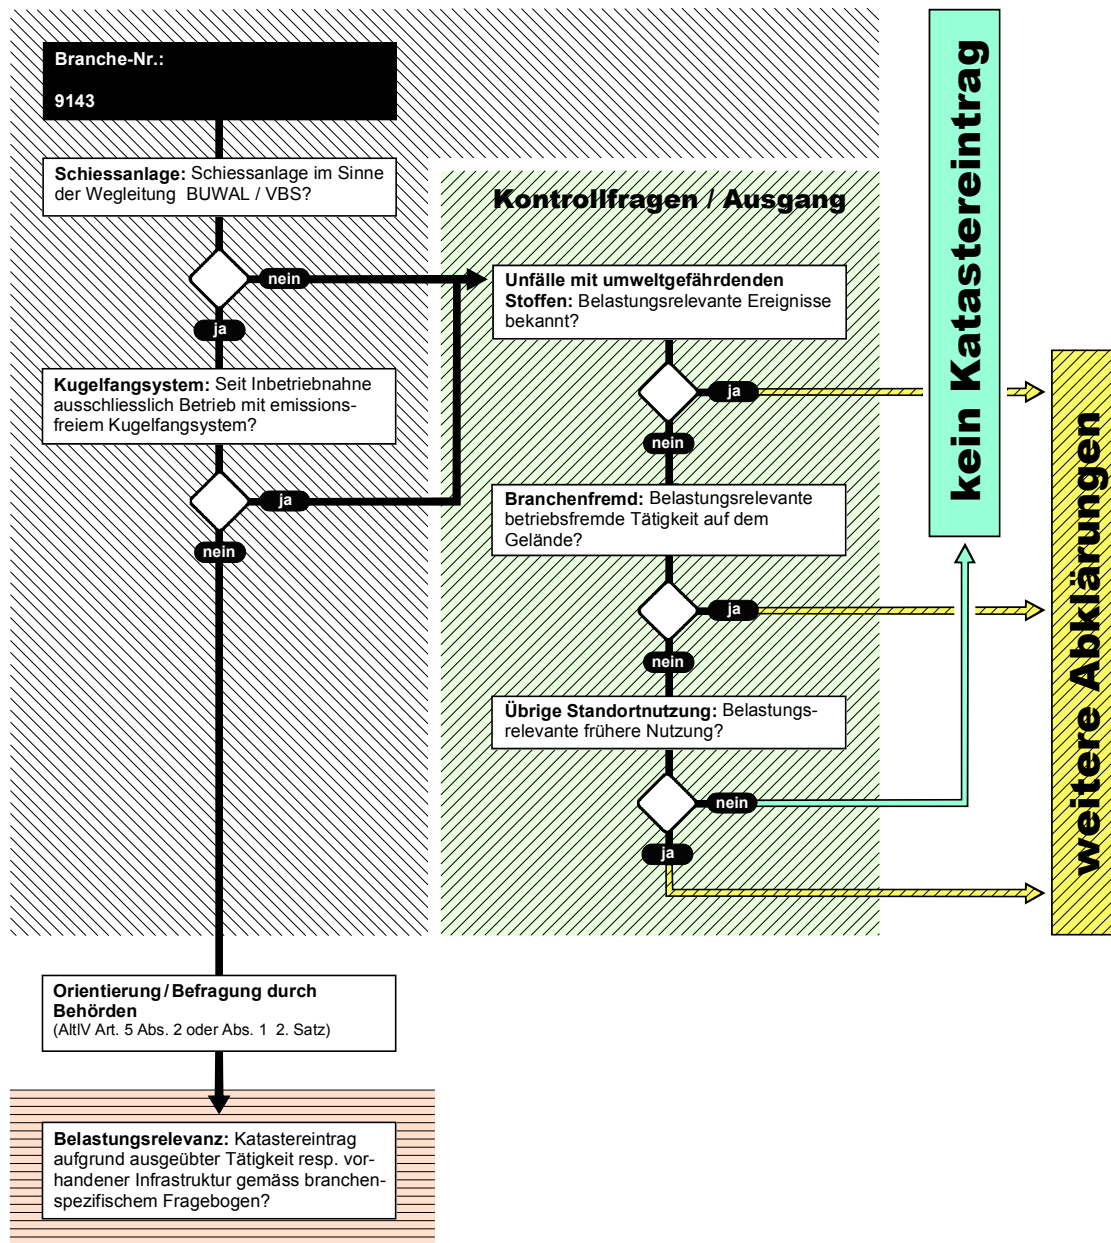 Branche-Nr.:
9143
Schiessanlage: Schiessanlage im Sinne
der Wegleitung BUWAL / VBS?
nein
ja
Kugelfangsystem: Seit Inbetriebnahme
ausschliesslich Betrieb mit emissions-
freiem Kugelfangsystem?
ja
nein
Orientierung / Befragung durch
Behörden
(AltlV Art. 5 Abs. 2 oder Abs. 1 2. Satz)
Belastungsrelevanz: Katastereintrag
aufgrund ausgeübter Tätigkeit resp. vor-
handener Infrastruktur gemäss branchen-
spezifischem Fragebogen?
Kontrollfragen / Ausgang
Unfälle mit umweltgefährdenden
Stoffen: Belastungsrelevante Ereignisse
bekannt?
ja
nein
Branchenfremd: Belastungsrelevante
betriebsfremde Tätigkeit auf dem
Gelände?
ja
nein
Übrige Standortnutzung: Belastungs-
relevante frühere Nutzung?
nein
ja
kein Katastereintrag
weitere Abklärungen